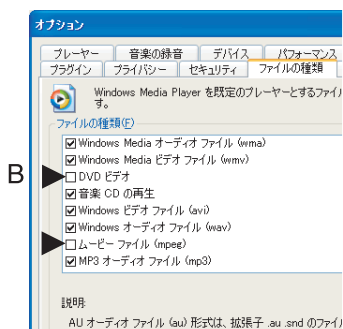 オプション
プレーヤー 音楽の録音 デバイス パフォーマンス
プラグイン プライバシー セキュリティ ファイルの種類
Windows Media Player を既定のプレーヤーとするファイル
す。
ファイルの種類(F)
Windows Media オーディオ ファイル (wma)
Windows Media ビデオ ファイル (wmv)
B
DVD ビデオ
音楽 CD の再生
Windows ビデオ ファイル (avi)
Windows オーディオ ファイル (wav)
ムービー ファイル (mpeg)
MP3 オーディオ ファイル (mp3)
説明:
AU オーディオ ファイル (au) 形式は、拡張子 .au .snd のファイル